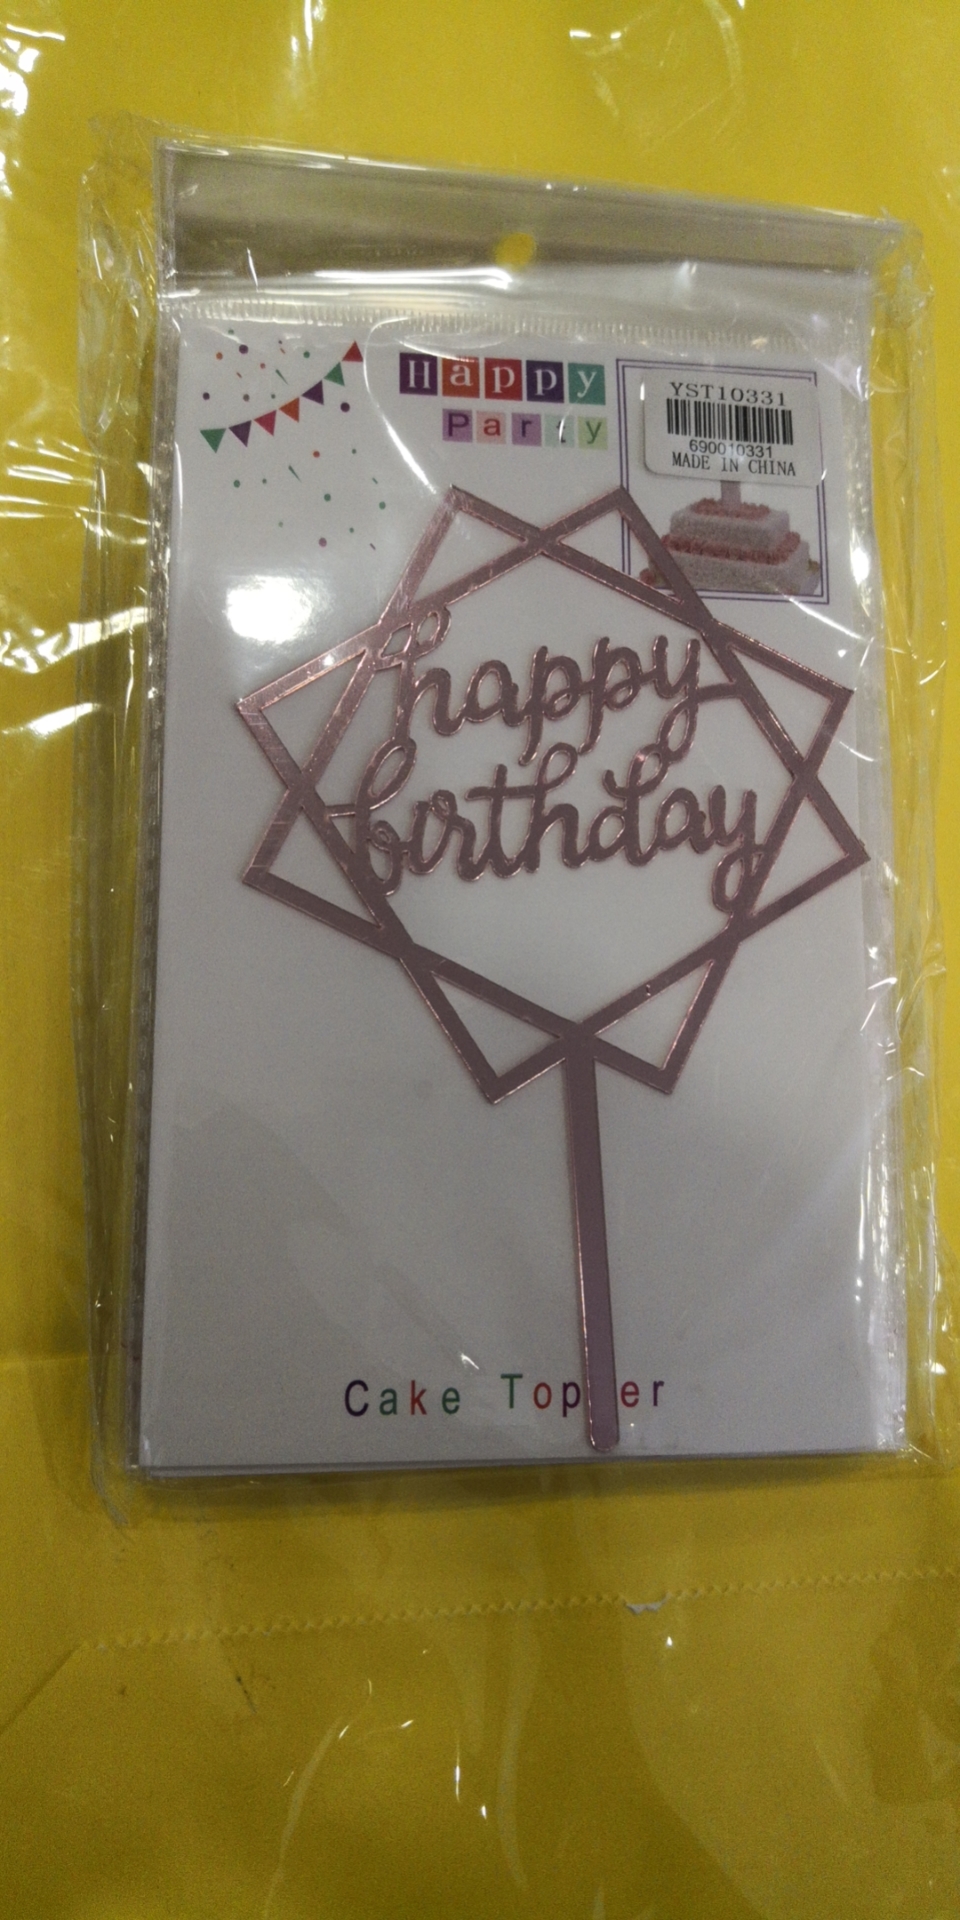 Happy
Party
YST10331
690010331
MADE IN CHINA
happy
birthday
Cake Topper